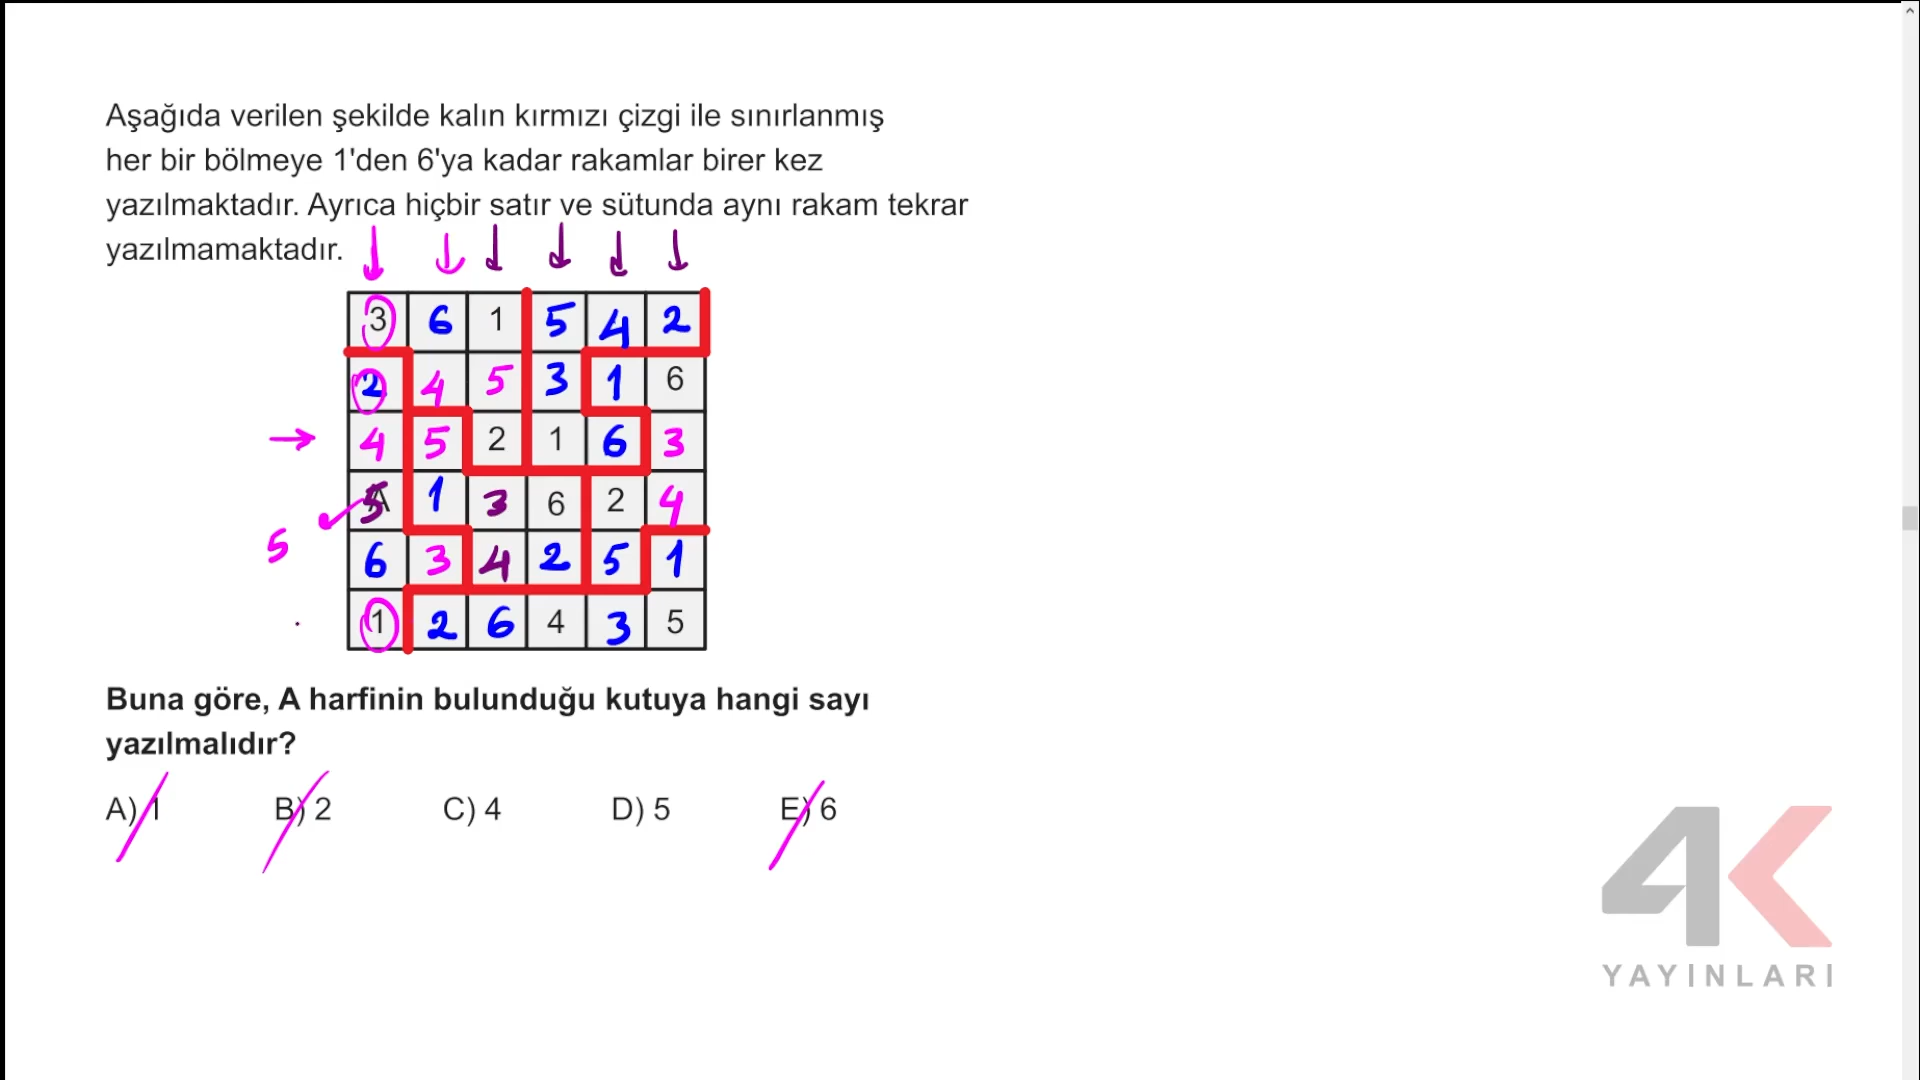 Aşağıda verilen şekilde kalın kırmızı çizgi ile sınırlanmış
her bir bölmeye 1'den 6'ya kadar rakamlar birer kez
yazılmaktadır. Ayrıca hiçbir satır ve sütunda aynı rakam tekrar
yazılmamaktadır.
3 6 1 5 4 2
2 4 5 3 1 6
4 5 2 1 6 3
5 1 3 6 2 4
5
6 3 4 2 5 1
1 2 6 4 3 5
Buna göre, A harfinin bulunduğu kutuya hangi sayı
yazılmalıdır?
A) 1 B) 2 C) 4 D) 5 E) 6
4K
YAYINLARI